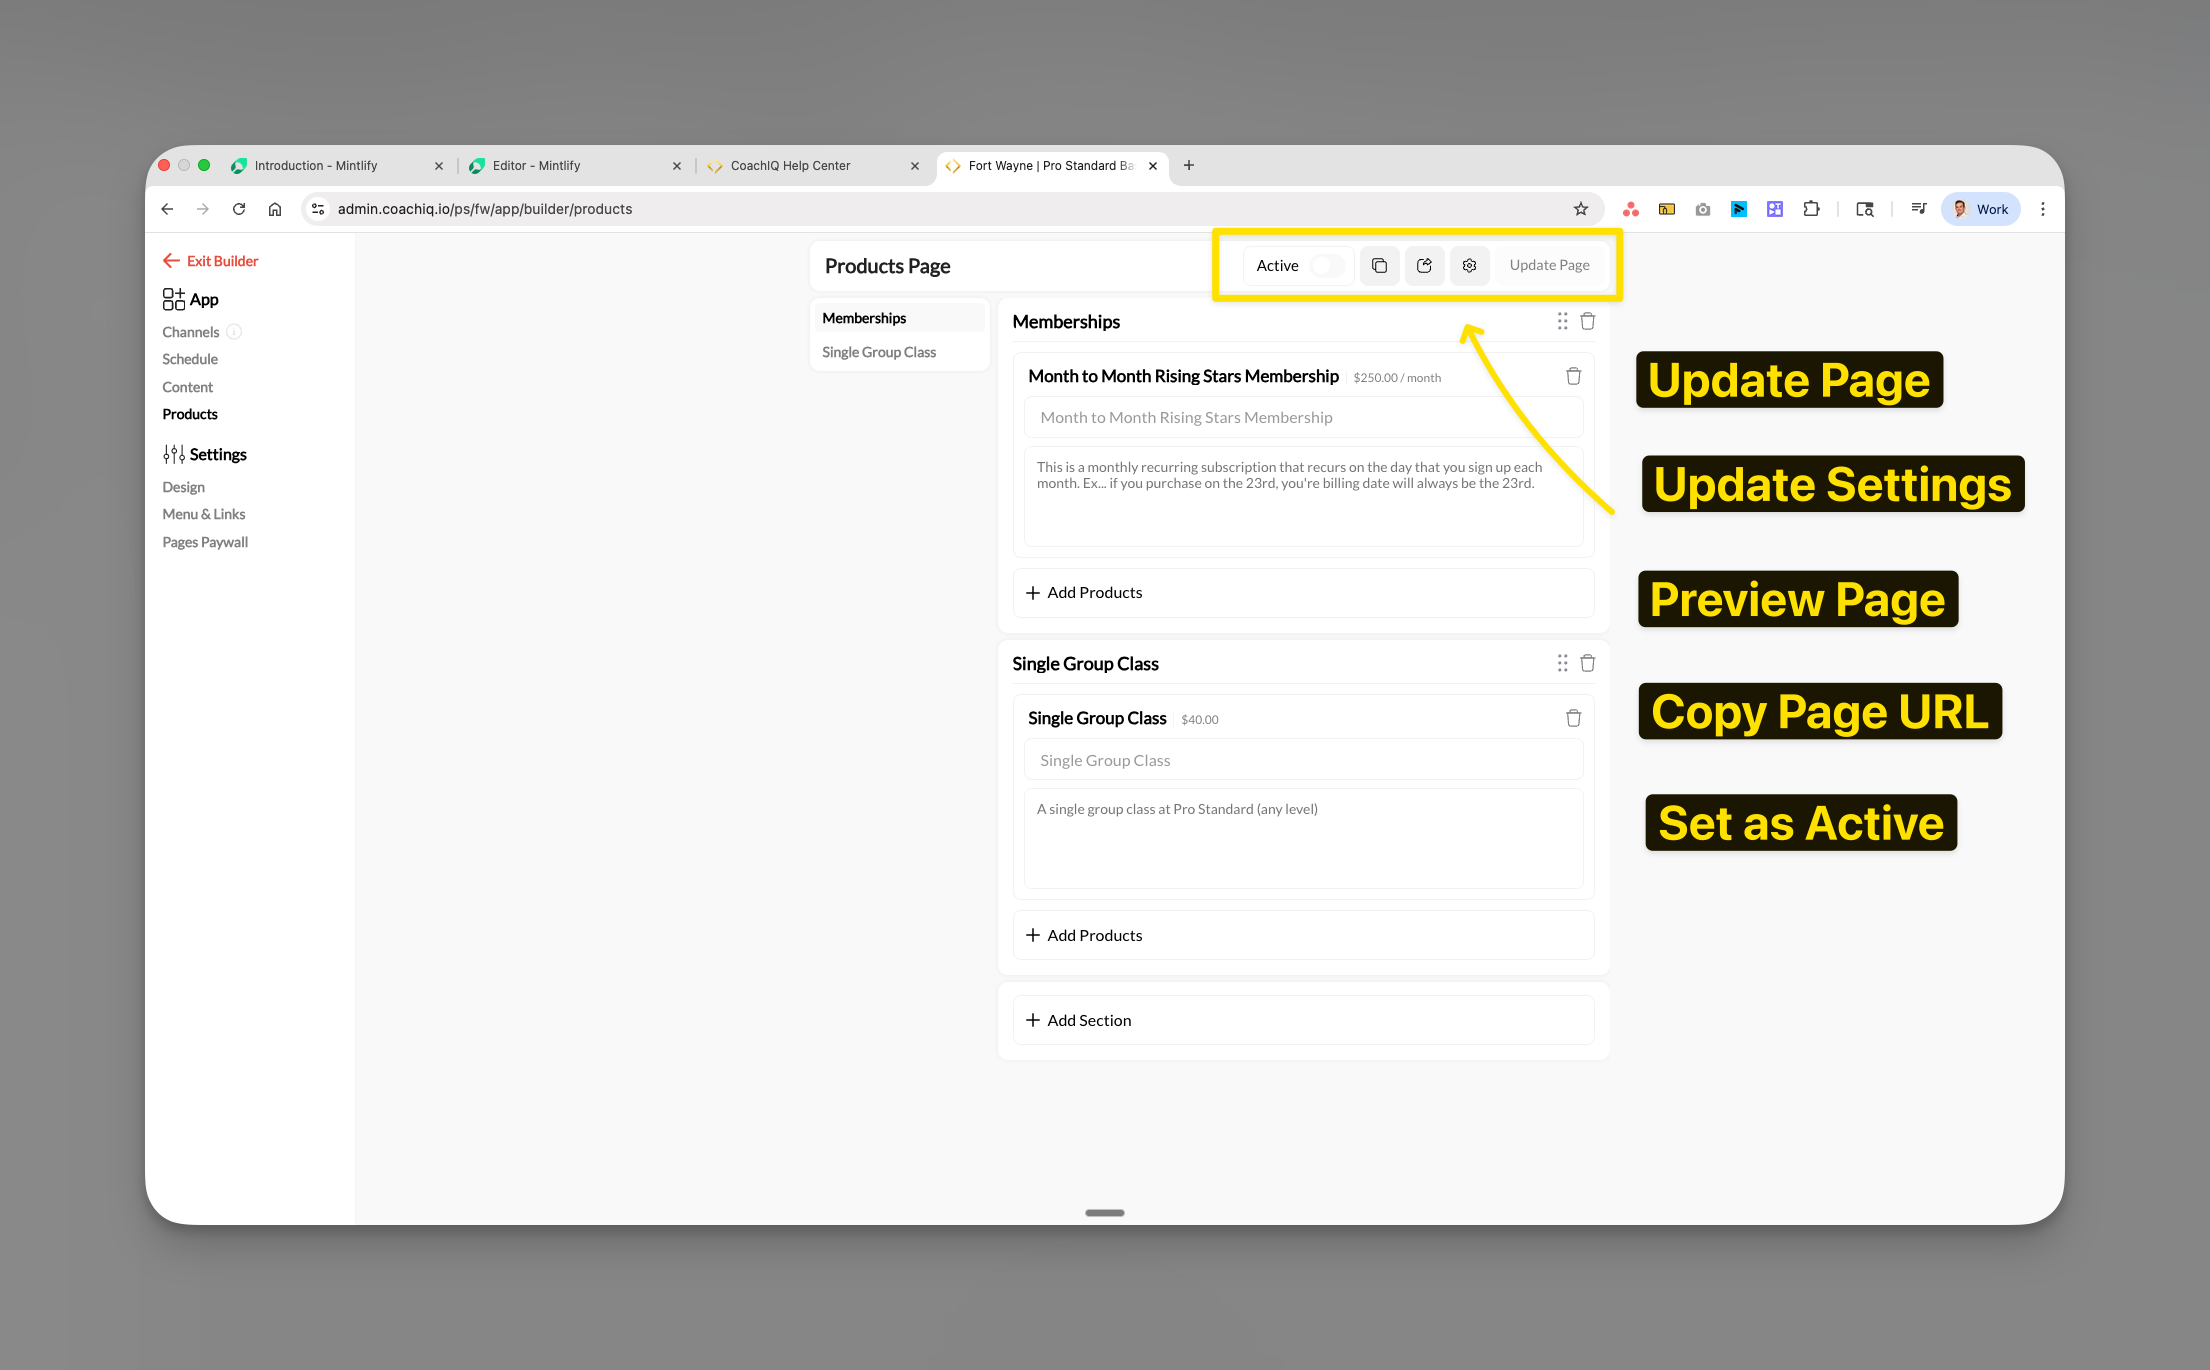 Introduction - Mintlify
Editor - Mintlify
CoachIQ Help Center
Fort Wayne | Pro Standard Ba
admin.coachiq.io/ps/fw/app/builder/products
Work
Exit Builder
App
Channels
Schedule
Content
Products
Settings
Design
Menu & Links
Pages Paywall
Products Page
Active
Update Page
Memberships
Single Group Class
Memberships
Month to Month Rising Stars Membership
$250.00 / month
Month to Month Rising Stars Membership
This is a monthly recurring subscription that recurs on the day that you sign up each
month. Ex... if you purchase on the 23rd, you're billing date will always be the 23rd.
+ Add Products
Single Group Class
Single Group Class
$40.00
Single Group Class
A single group class at Pro Standard (any level)
+ Add Products
+ Add Section
Update Page
Update Settings
Preview Page
Copy Page URL
Set as Active